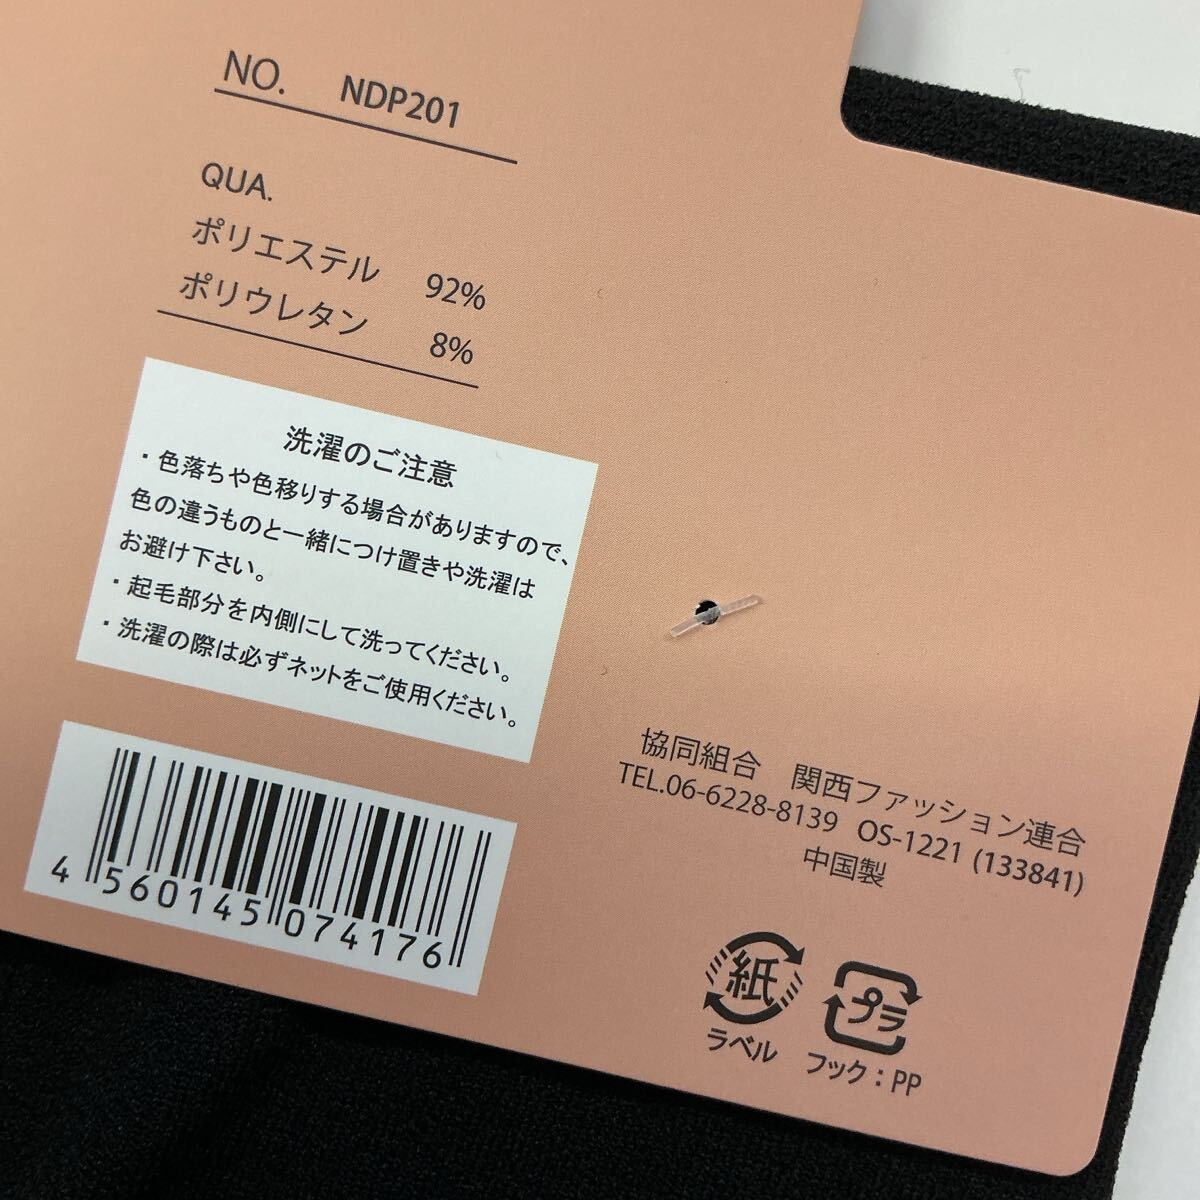 NO. NDP201
QUA.
ポリエステル 92%
ポリウレタン 8%
洗濯のご注意
・色落ちや色移りする場合がありますので、
色の違うものと一緒につけ置きや洗濯は
お避け下さい。
・起毛部分を内側にして洗ってください。
・洗濯の際は必ずネットをご使用ください。
4 560145 074176
協同組合 関西ファッション連合
TEL.06-6228-8139 OS-1221 (133841)
中国製
紙
ラベル
プラ
フック：PP